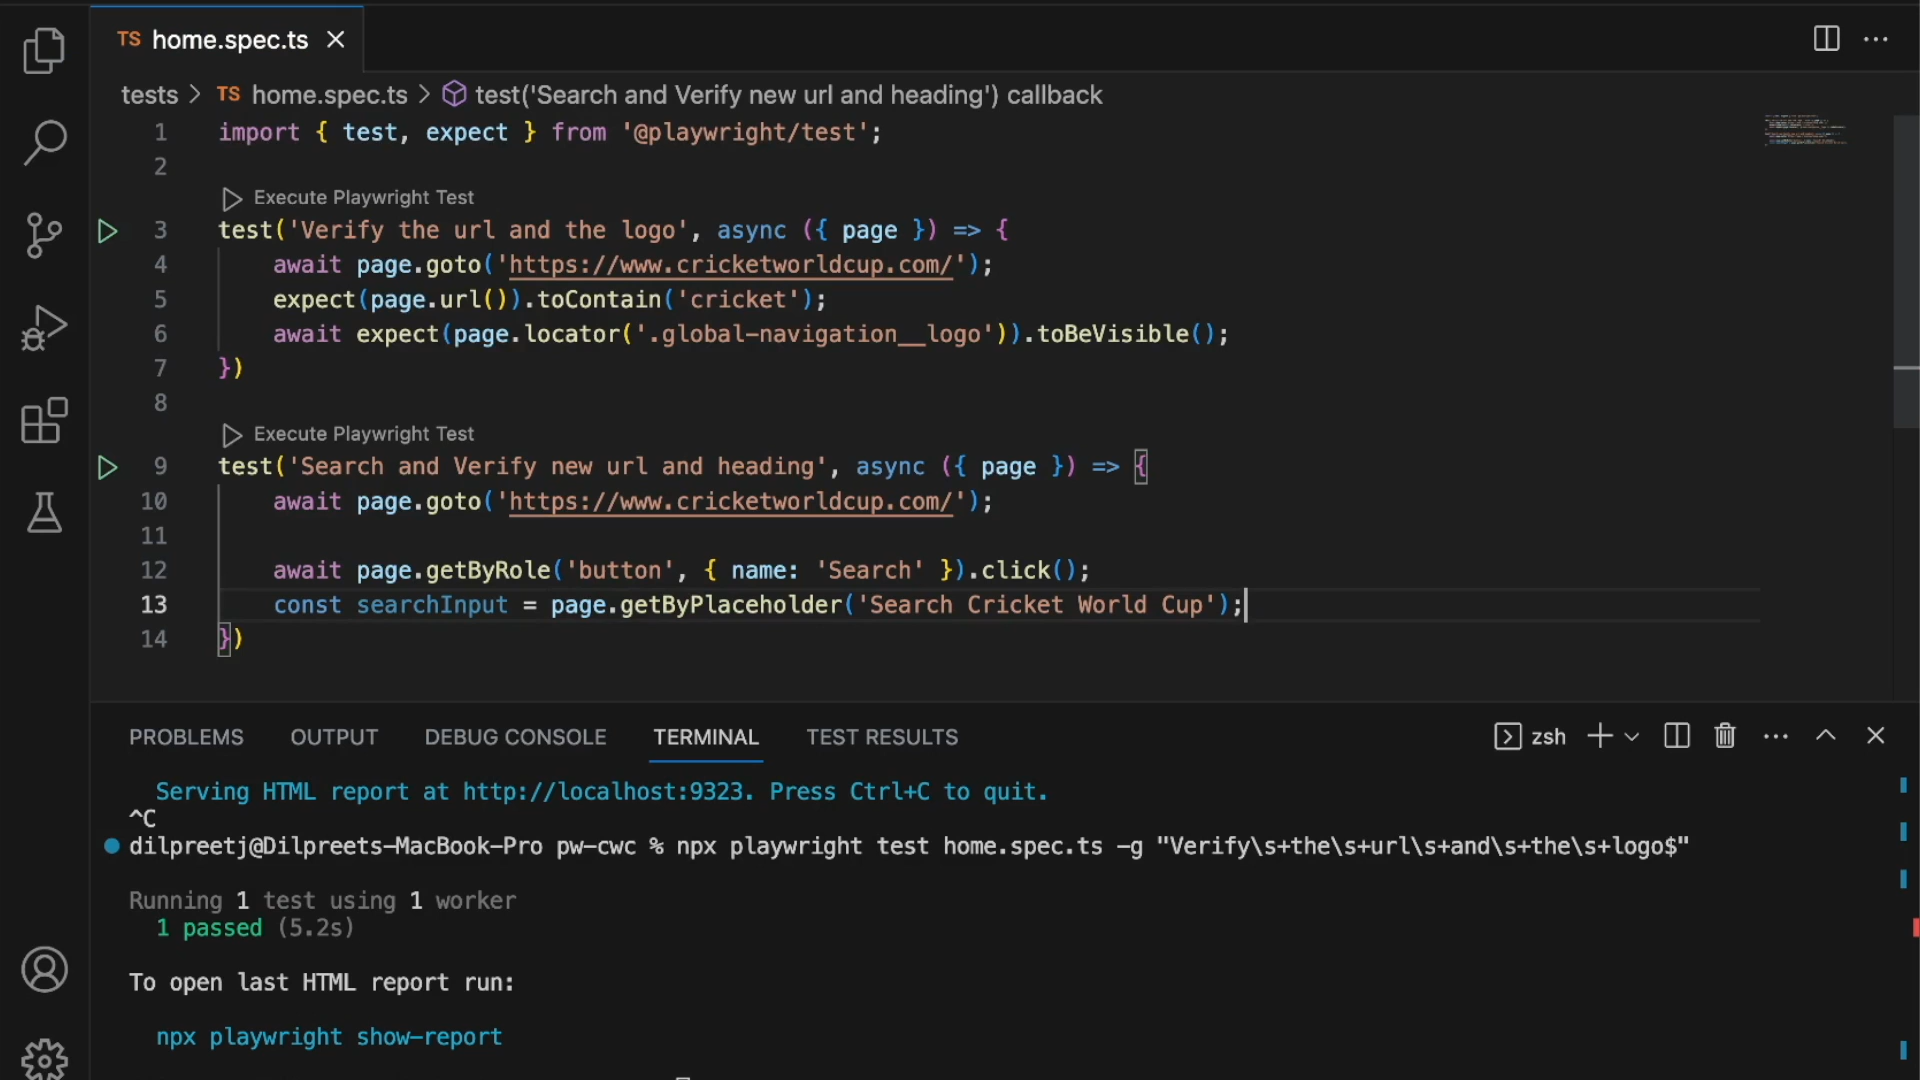 TS home.spec.ts
tests > TS home.spec.ts > test('Search and Verify new url and heading') callback
1 import { test, expect } from '@playwright/test';
2
Execute Playwright Test
3 test('Verify the url and the logo', async ({ page }) => {
4 await page.goto('https://www.cricketworldcup.com/');
5 expect(page.url()).toContain('cricket');
6 await expect(page.locator('.global-navigation__logo')).toBeVisible();
7 })
8
Execute Playwright Test
9 test('Search and Verify new url and heading', async ({ page }) => {
10 await page.goto('https://www.cricketworldcup.com/');
11
12 await page.getByRole('button', { name: 'Search' }).click();
13 const searchInput = page.getByPlaceholder('Search Cricket World Cup');
14 })
PROBLEMS OUTPUT DEBUG CONSOLE TERMINAL TEST RESULTS zsh
Serving HTML report at http://localhost:9323. Press Ctrl+C to quit.
^C
dilpreetj@Dilpreets-MacBook-Pro pw-cwc % npx playwright test home.spec.ts -g "Verify\s+the\s+url\s+and\s+the\s+logo$"
Running 1 test using 1 worker
1 passed (5.2s)
To open last HTML report run:
npx playwright show-report